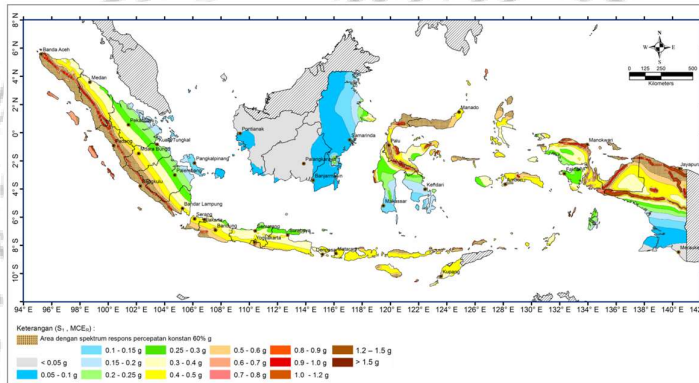 8° N
6° N
4° N
2° N
0°
2° S
4° S
6° S
8° S
10° S
N
W E
S
0 125 250 500
Kilometers
Banda Aceh
Medan
Manado
Pekanbaru
Kuala Tungkal
Pontianak
Samarinda
Palu
Manokwari
Padang
Muara Bungo
Pangkalpinang
Palangkaraya
Jayapura
Palembang
Banjarmasin
Bengkulu
Kendari
Makassar
Bandar Lampung
Serang
Bandung
Semarang
Surabaya
Yogyakarta
Denpasar
Mataram
Merauke
Kupang
94° E 96° E 98° E 100° E 102° E 104° E 106° E 108° E 110° E 112° E 114° E 116° E 118° E 120° E 122° E 124° E 126° E 128° E 130° E 132° E 134° E 136° E 138° E 140° E
Keterangan (S₁ , MCEᵣ) :
Area dengan spektrum respons percepatan konstan 60% g
0.1 - 0.15 g 0.25 - 0.3 g 0.5 - 0.6 g 0.8 - 0.9 g 1.2 – 1.5 g
< 0.05 g 0.15 - 0.2 g 0.3 - 0.4 g 0.6 - 0.7 g 0.9 - 1.0 g > 1.5 g
0.05 - 0.1 g 0.2 - 0.25 g 0.4 - 0.5 g 0.7 - 0.8 g 1.0 - 1.2 g